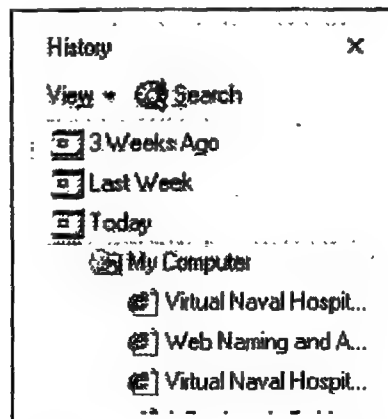 History ×
View Search
3 Weeks Ago
Last Week
Today
My Computer
Virtual Naval Hospit...
Web Naming and A...
Virtual Naval Hospit...